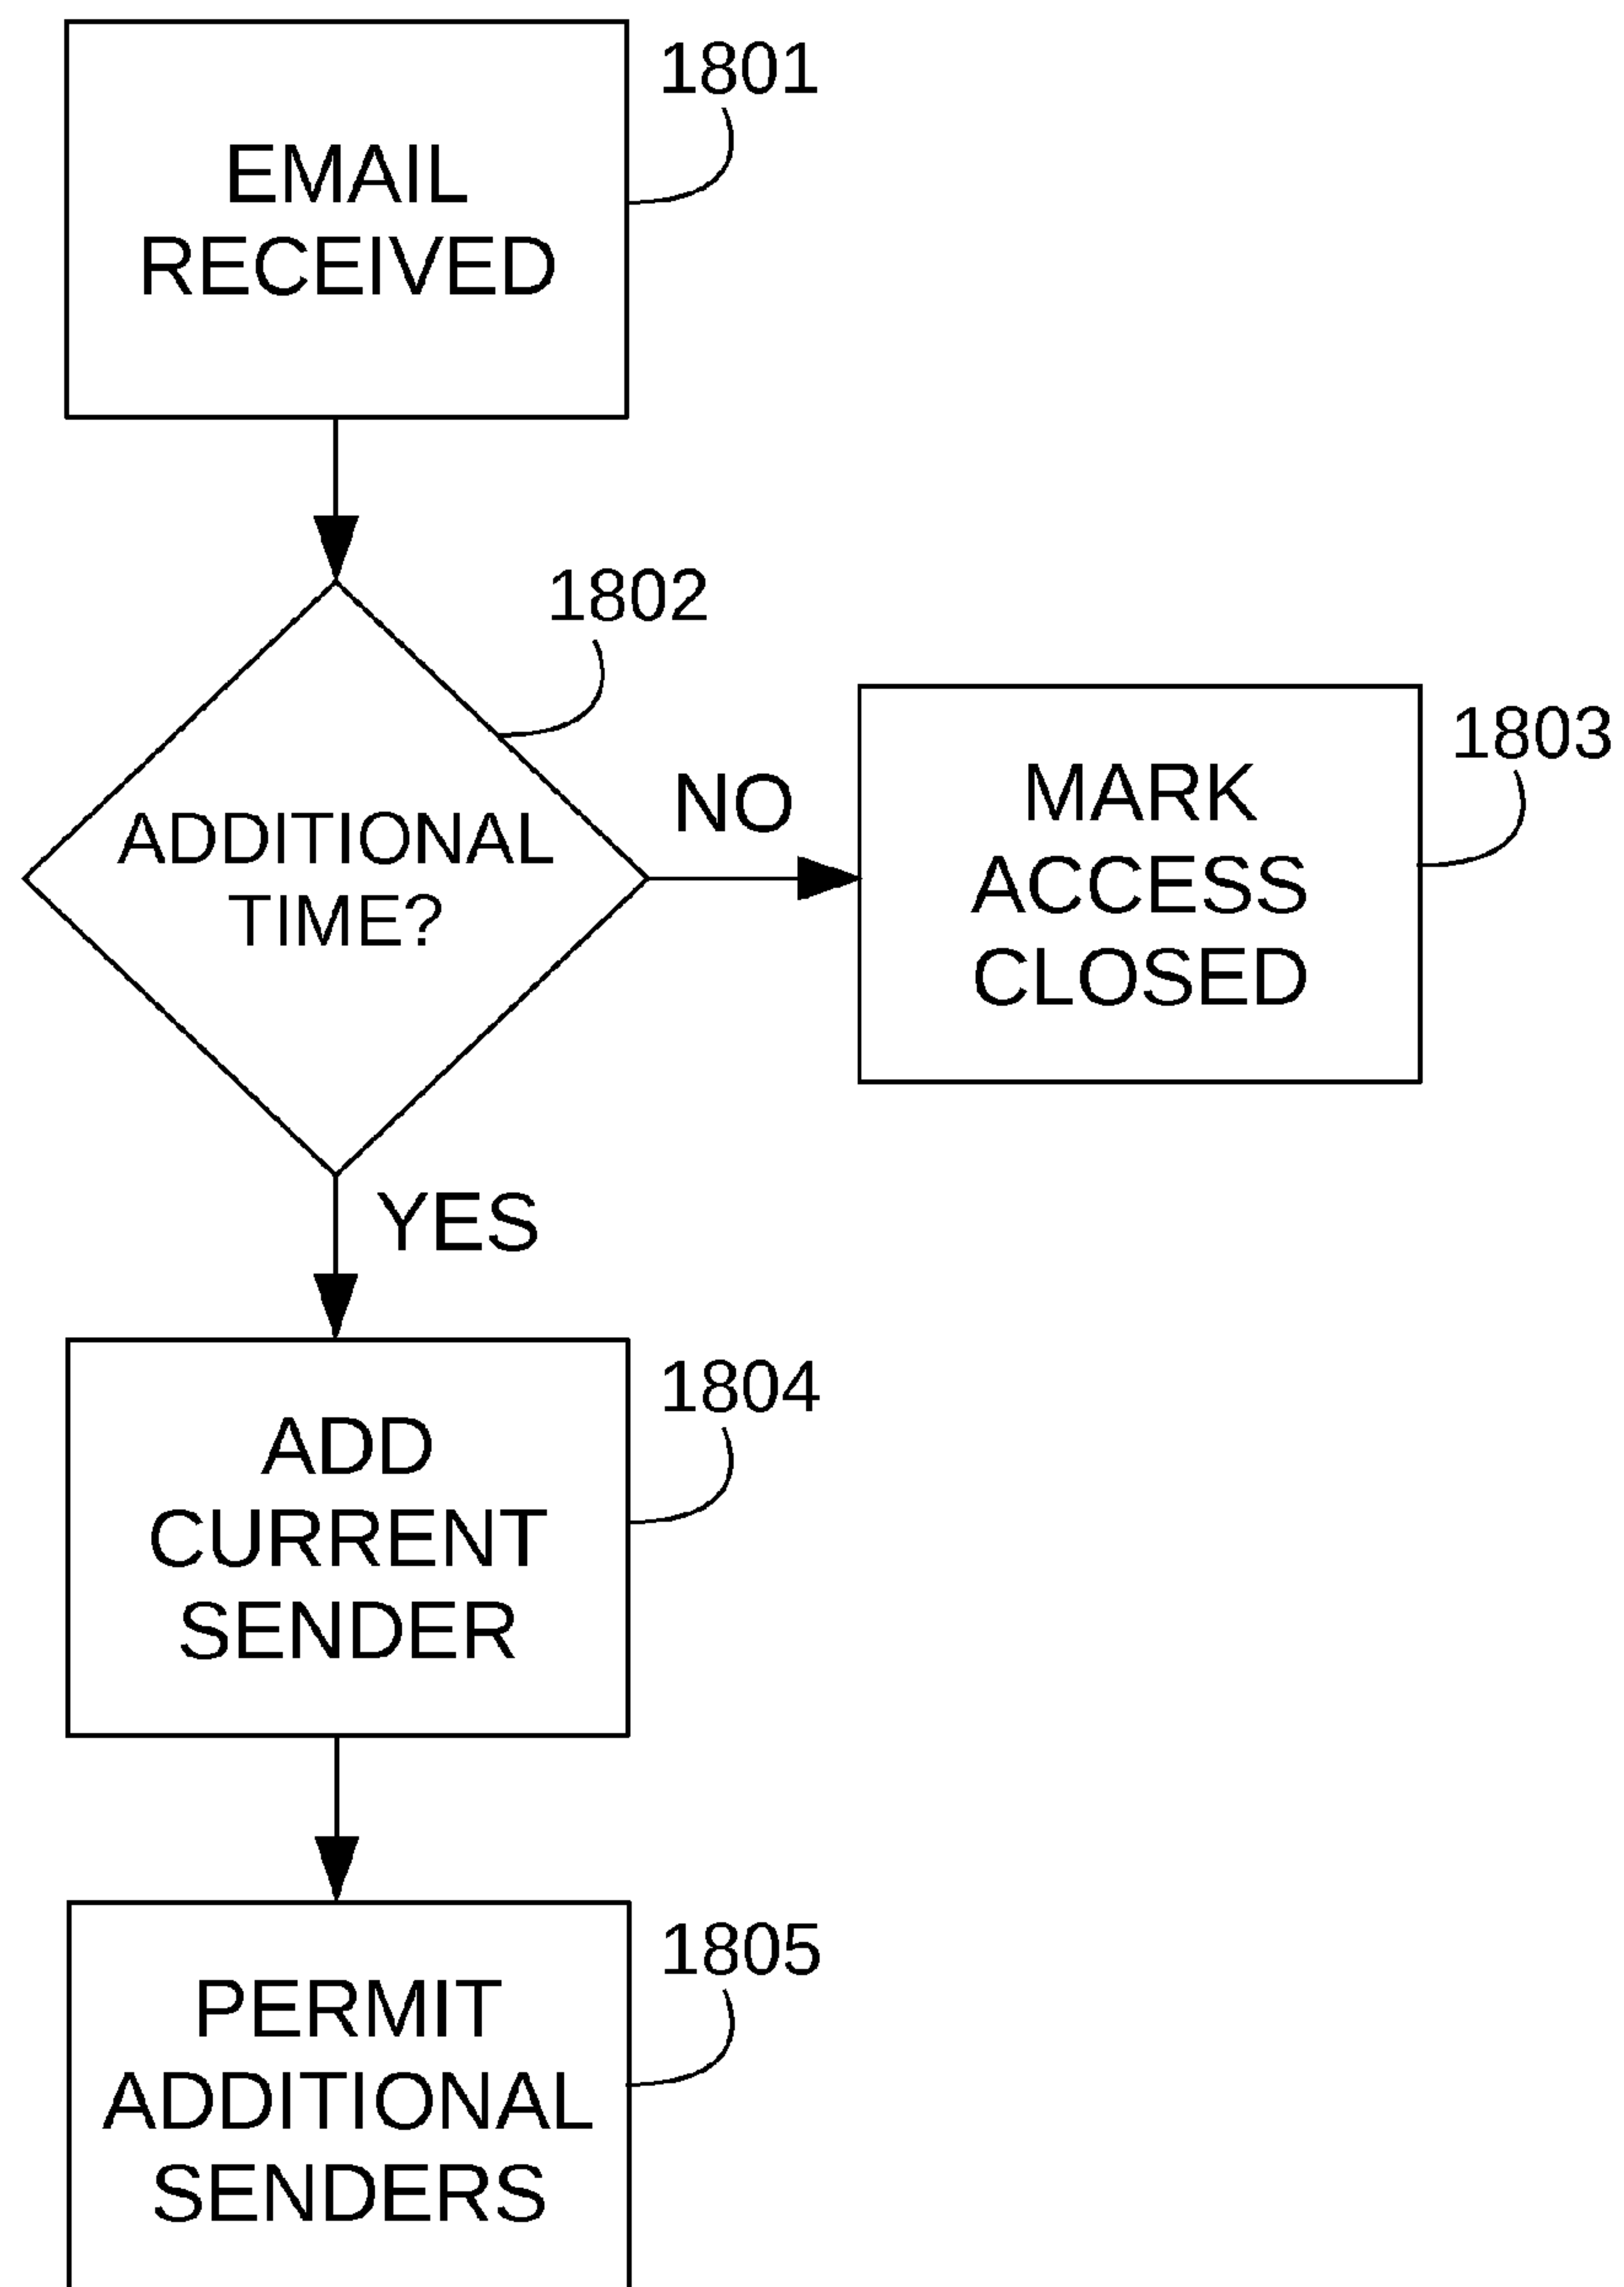 EMAIL
RECEIVED
1801
1802
ADDITIONAL
TIME?
NO
MARK
ACCESS
CLOSED
1803
YES
ADD
CURRENT
SENDER
1804
PERMIT
ADDITIONAL
SENDERS
1805